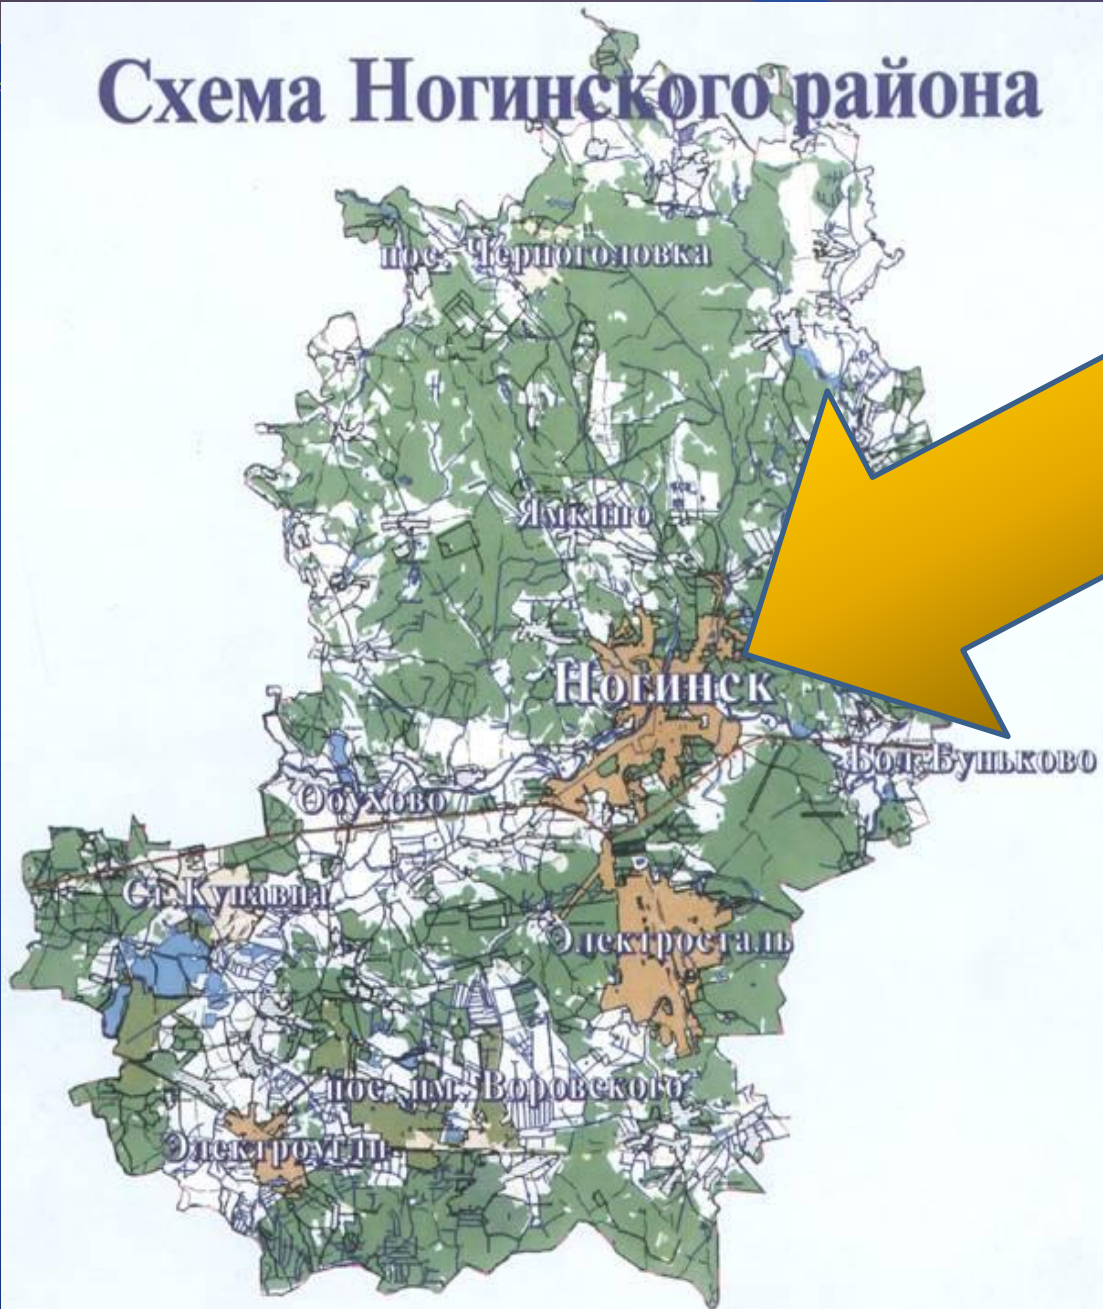 Схема Ногинского района
пос. Черноголовка
Ямкино
Ногинск
Бол.Буньково
Обухово
Ст.Купавна
Электросталь
пос. им. Воровского
Электроугли